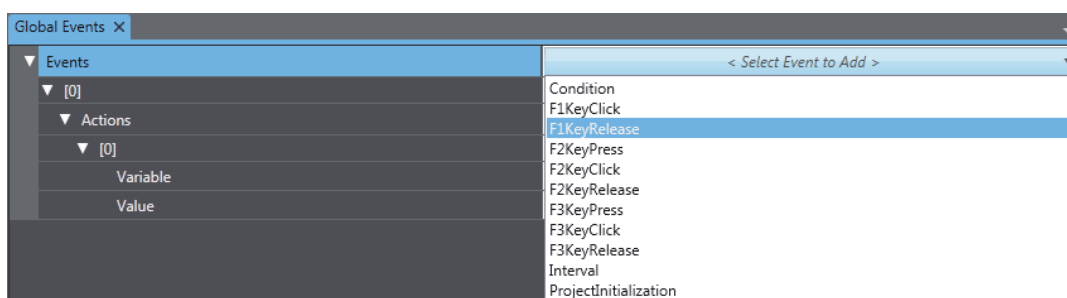 Global Events X
Events
< Select Event to Add >
[0]
Actions
[0]
Variable
Value
Condition
F1KeyClick
F1KeyRelease
F2KeyPress
F2KeyClick
F2KeyRelease
F3KeyPress
F3KeyClick
F3KeyRelease
Interval
ProjectInitialization